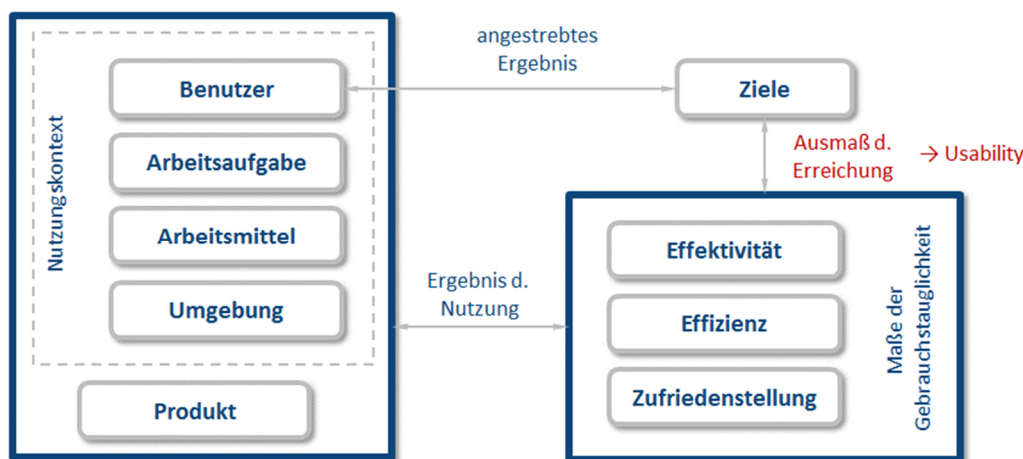 Nutzungskontext
Benutzer
Arbeitsaufgabe
Arbeitsmittel
Umgebung
Produkt
angestrebtes
Ergebnis
Ziele
Ausmaß d.
Erreichung
→ Usability
Ergebnis d.
Nutzung
Effektivität
Effizienz
Zufriedenstellung
Maße der
Gebrauchstauglichkeit